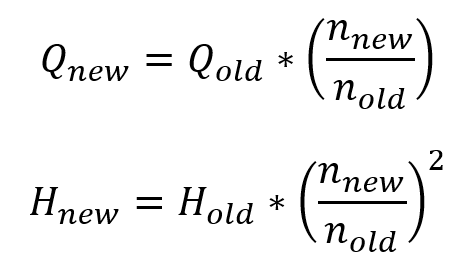 Q_new = Q_old * (n_new / n_old)
H_new = H_old * (n_new / n_old)^2